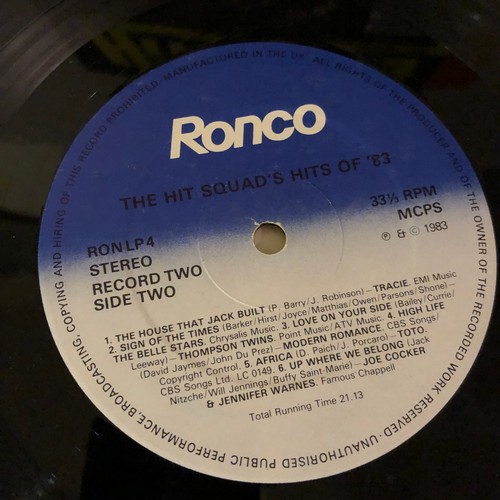 MANUFACTURED IN THE UK · ALL RIGHTS OF THE PRODUCER AND OF THE OWNER OF THE RECORDED WORK RESERVED · UNAUTHORISED PUBLIC PERFORMANCE, BROADCASTING, COPYING AND HIRING OF THIS RECORD PROHIBITED ·
Ronco
THE HIT SQUAD'S HITS OF '83
RON LP4
STEREO
RECORD TWO
SIDE TWO
33⅓ RPM
MCPS
Ⓟ & © 1983
1. THE HOUSE THAT JACK BUILT (P. Barry/J. Robinson)—TRACIE. EMI Music
2. SIGN OF THE TIMES (Barker/Hirst/Joyce/Matthias/Owen/Parsons/Shone)—
THE BELLE STARS. Chrysalis Music. 3. LOVE ON YOUR SIDE (Bailey/Currie/
Leeway)—THOMPSON TWINS. Point Music/ATV Music. 4. HIGH LIFE
(David Jaymes/John Du Prez)—MODERN ROMANCE. CBS Songs/
Copyright Control. 5. AFRICA (D. Paich/J. Porcaro)—TOTO.
CBS Songs Ltd. LC 0149. 6. UP WHERE WE BELONG (Jack
Nitzche/Will Jennings/Buffy Saint-Marie)—JOE COCKER
& JENNIFER WARNES. Famous Chappell
Total Running Time 21.13